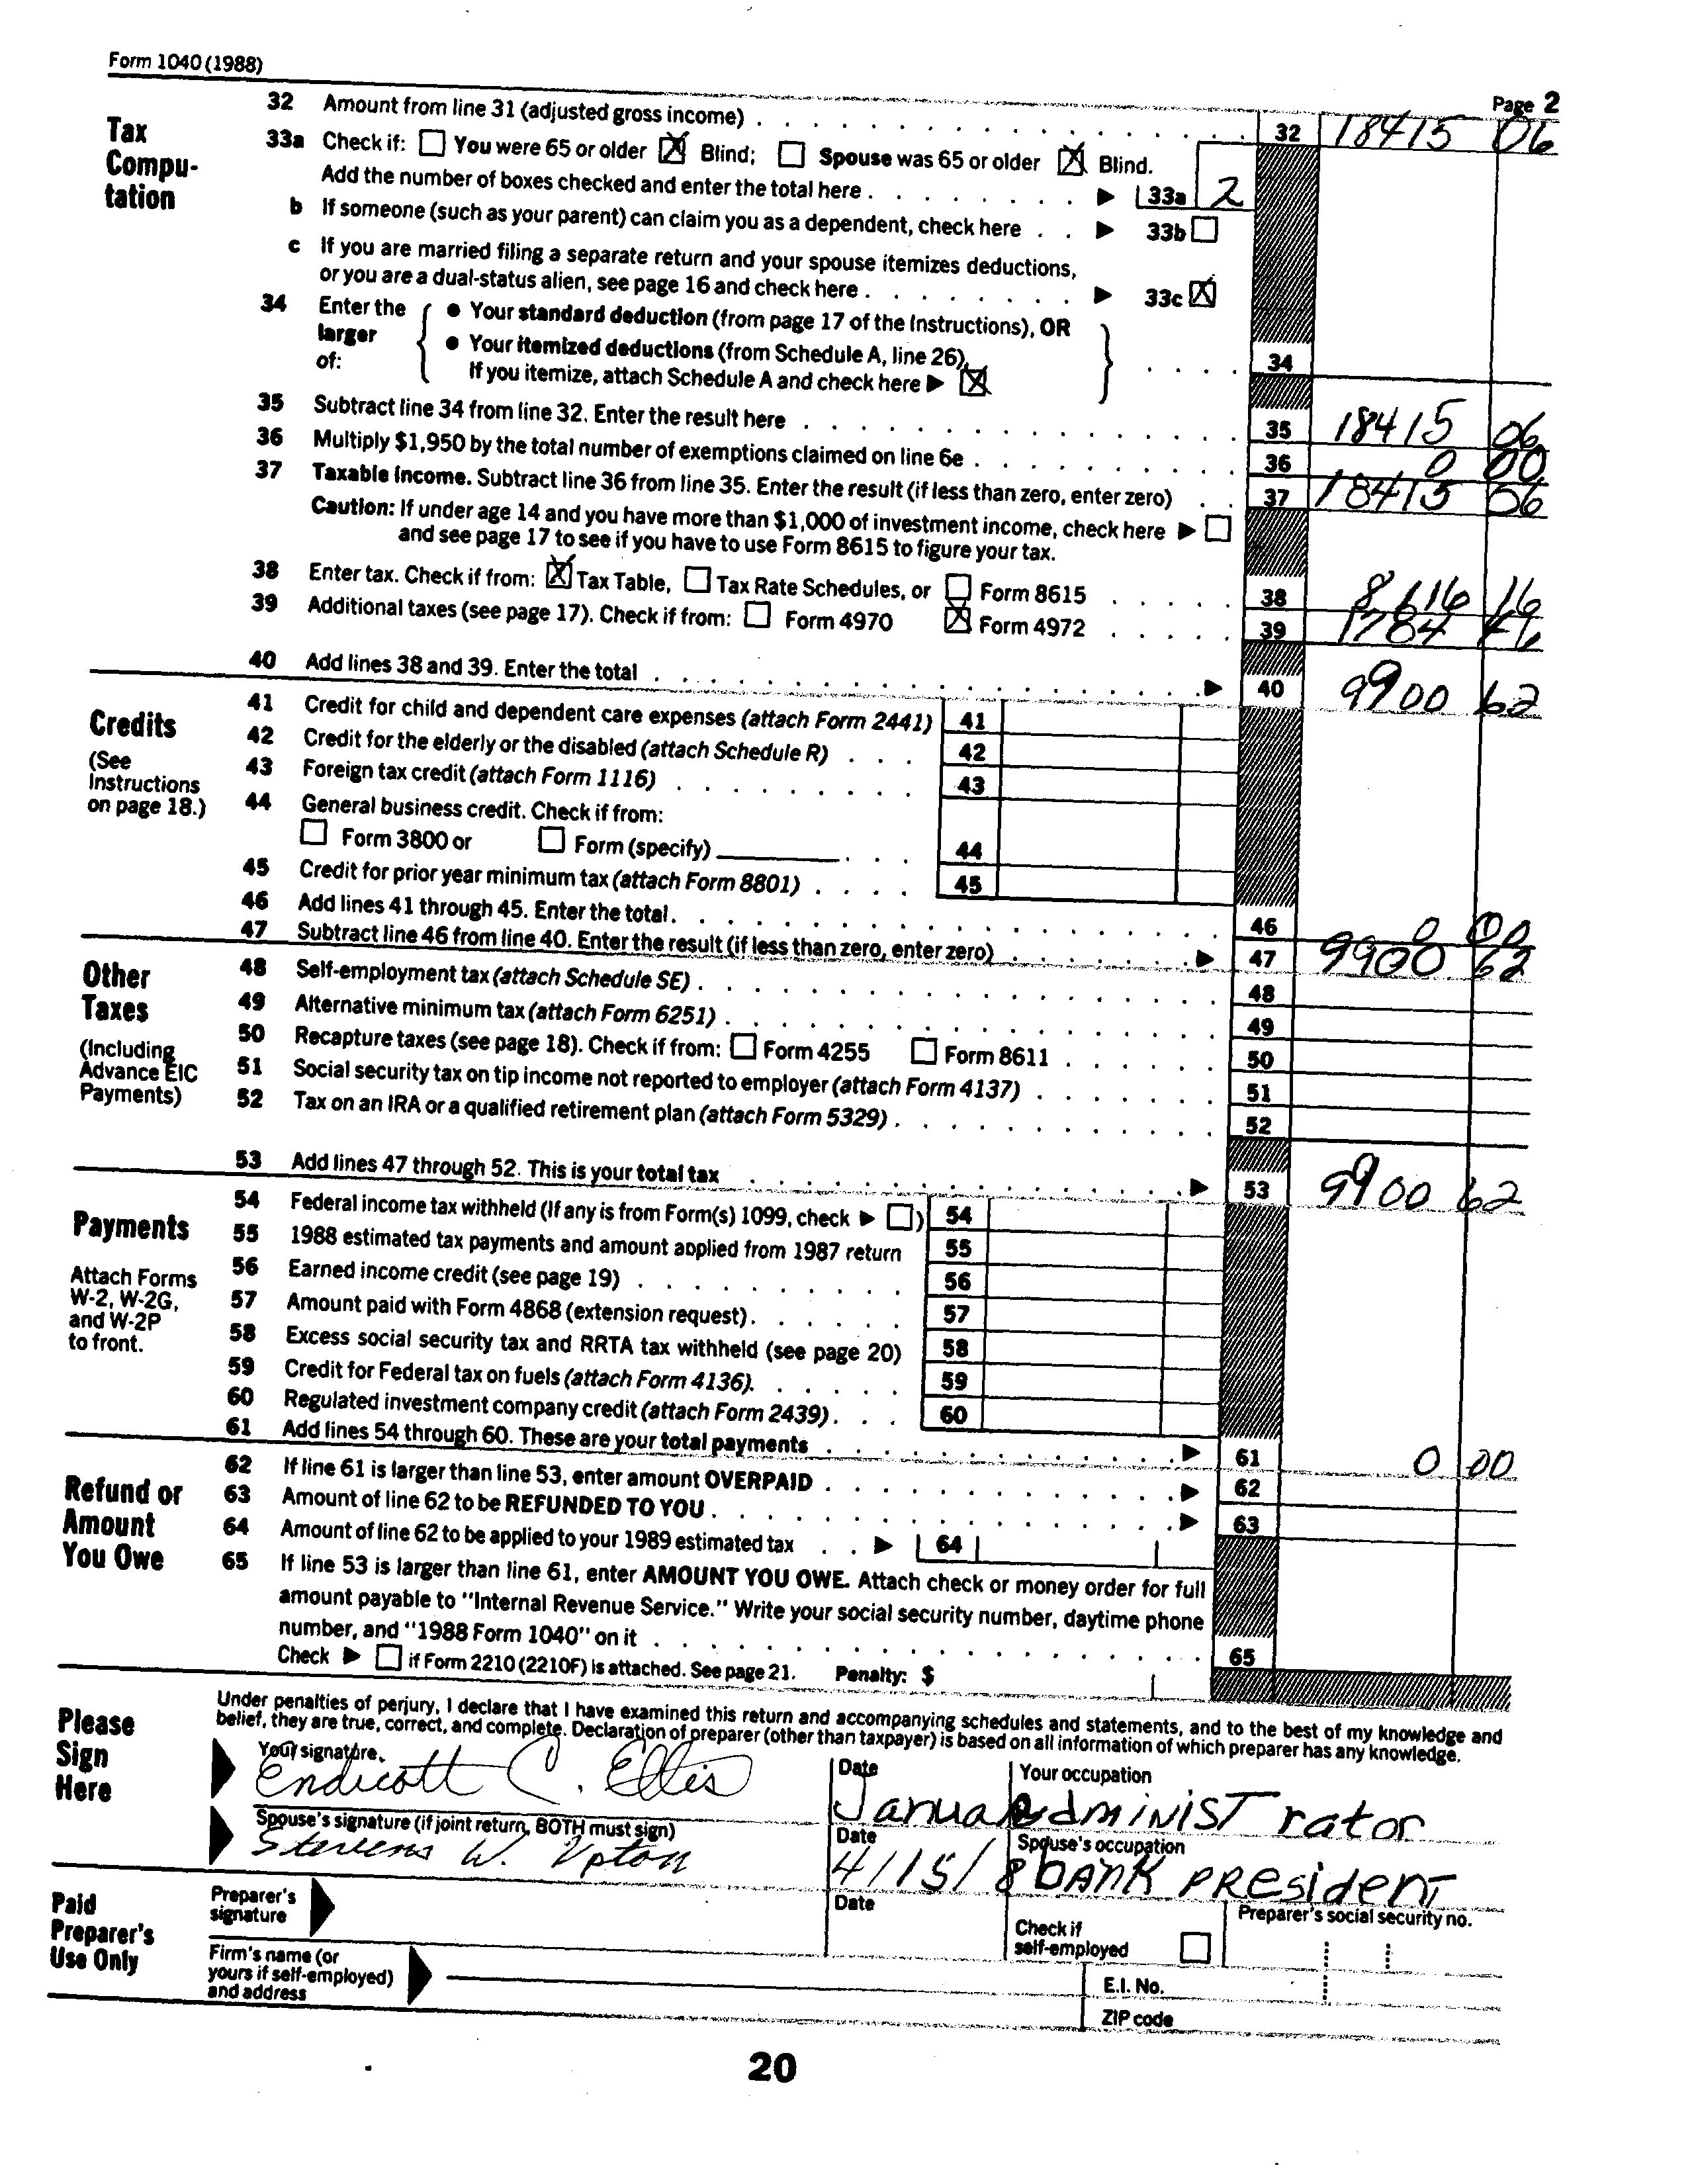 Form 1040 (1988)
Page 2
Tax Compu-tation
32 Amount from line 31 (adjusted gross income) 32 18415 06
33a Check if: You were 65 or older X Blind; Spouse was 65 or older X Blind.
Add the number of boxes checked and enter the total here 33a 2
b If someone (such as your parent) can claim you as a dependent, check here 33b
c If you are married filing a separate return and your spouse itemizes deductions,
or you are a dual-status alien, see page 16 and check here 33c X
34 Enter the larger of:
• Your standard deduction (from page 17 of the Instructions), OR
• Your itemized deductions (from Schedule A, line 26).
If you itemize, attach Schedule A and check here X 34
35 Subtract line 34 from line 32. Enter the result here 35 18415 06
36 Multiply $1,950 by the total number of exemptions claimed on line 6e 36 0 00
37 Taxable income. Subtract line 36 from line 35. Enter the result (if less than zero, enter zero) 37 18415 06
Caution: If under age 14 and you have more than $1,000 of investment income, check here
and see page 17 to see if you have to use Form 8615 to figure your tax.
38 Enter tax. Check if from: X Tax Table, Tax Rate Schedules, or Form 8615 38 8116 16
39 Additional taxes (see page 17). Check if from: Form 4970 X Form 4972 39 1784 46
40 Add lines 38 and 39. Enter the total 40 9900 62
Credits
(See Instructions on page 18.)
41 Credit for child and dependent care expenses (attach Form 2441) 41
42 Credit for the elderly or the disabled (attach Schedule R) 42
43 Foreign tax credit (attach Form 1116) 43
44 General business credit. Check if from:
Form 3800 or Form (specify) 44
45 Credit for prior year minimum tax (attach Form 8801) 45
46 Add lines 41 through 45. Enter the total. 46 0 00
47 Subtract line 46 from line 40. Enter the result (if less than zero, enter zero) 47 9900 62
Other Taxes
(Including Advance EIC Payments)
48 Self-employment tax (attach Schedule SE) 48
49 Alternative minimum tax (attach Form 6251) 49
50 Recapture taxes (see page 18). Check if from: Form 4255 Form 8611 50
51 Social security tax on tip income not reported to employer (attach Form 4137) 51
52 Tax on an IRA or a qualified retirement plan (attach Form 5329) 52
53 Add lines 47 through 52. This is your total tax 53 9900 62
Payments
Attach Forms W-2, W-2G, and W-2P to front.
54 Federal income tax withheld (If any is from Form(s) 1099, check ) 54
55 1988 estimated tax payments and amount applied from 1987 return 55
56 Earned income credit (see page 19) 56
57 Amount paid with Form 4868 (extension request) 57
58 Excess social security tax and RRTA tax withheld (see page 20) 58
59 Credit for Federal tax on fuels (attach Form 4136). 59
60 Regulated investment company credit (attach Form 2439) 60
61 Add lines 54 through 60. These are your total payments 61 0 00
Refund or Amount You Owe
62 If line 61 is larger than line 53, enter amount OVERPAID 62
63 Amount of line 62 to be REFUNDED TO YOU 63
64 Amount of line 62 to be applied to your 1989 estimated tax 64
65 If line 53 is larger than line 61, enter AMOUNT YOU OWE. Attach check or money order for full
amount payable to "Internal Revenue Service." Write your social security number, daytime phone
number, and "1988 Form 1040" on it 65
Check if Form 2210 (2210F) is attached. See page 21. Penalty: $
Please Sign Here
Under penalties of perjury, I declare that I have examined this return and accompanying schedules and statements, and to the best of my knowledge and
belief, they are true, correct, and complete. Declaration of preparer (other than taxpayer) is based on all information of which preparer has any knowledge.
Your signature Date Your occupation
Endicott C. Ellis Administrator
Spouse's signature (if joint return, BOTH must sign) Date Spouse's occupation
Stevens W. Upton 4/15/8 bank president
Paid Preparer's Use Only
Preparer's signature Date Check if self-employed Preparer's social security no.
Firm's name (or yours if self-employed) and address
E.I. No.
ZIP code
20